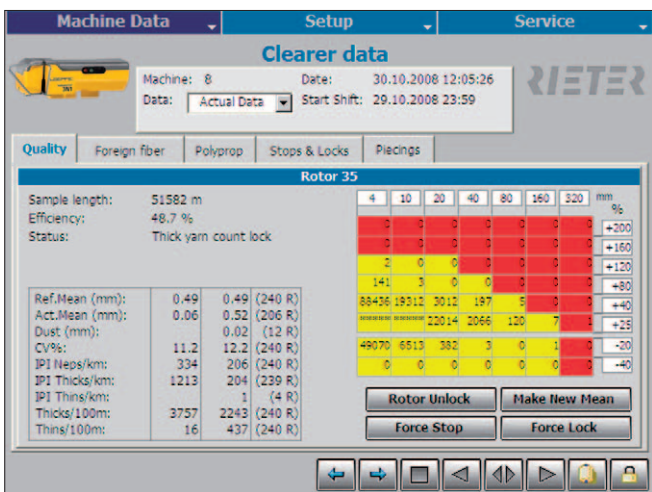 Machine Data Setup Service
Clearer data
Machine: 8 Date: 30.10.2008 12:05:26
Data: Actual Data Start Shift: 29.10.2008 23:59
RIETER
Quality Foreign fiber Polyprop Stops & Locks Piecings
Rotor 35
Sample length: 51582 m
Efficiency: 48.7 %
Status: Thick yarn count lock
4 10 20 40 80 160 320 mm
%
0 0 0 0 0 0 0 +200
0 0 0 0 0 0 0 +160
2 0 0 0 0 0 0 +120
141 3 0 0 0 0 0 +80
88436 19312 3012 197 5 0 0 +40
###### ###### 22014 2066 120 7 1 +25
49070 6513 382 3 0 1 0 -20
0 0 0 0 0 0 0 -40
Ref.Mean (mm): 0.49 0.49 (240 R)
Act.Mean (mm): 0.06 0.52 (206 R)
Dust (mm): 0.02 (12 R)
CV%: 11.2 12.2 (240 R)
IPI Neps/km: 334 206 (240 R)
IPI Thicks/km: 1213 204 (239 R)
IPI Thins/km: 1 (4 R)
Thicks/100m: 3757 2243 (240 R)
Thins/100m: 16 437 (240 R)
Rotor Unlock Make New Mean
Force Stop Force Lock